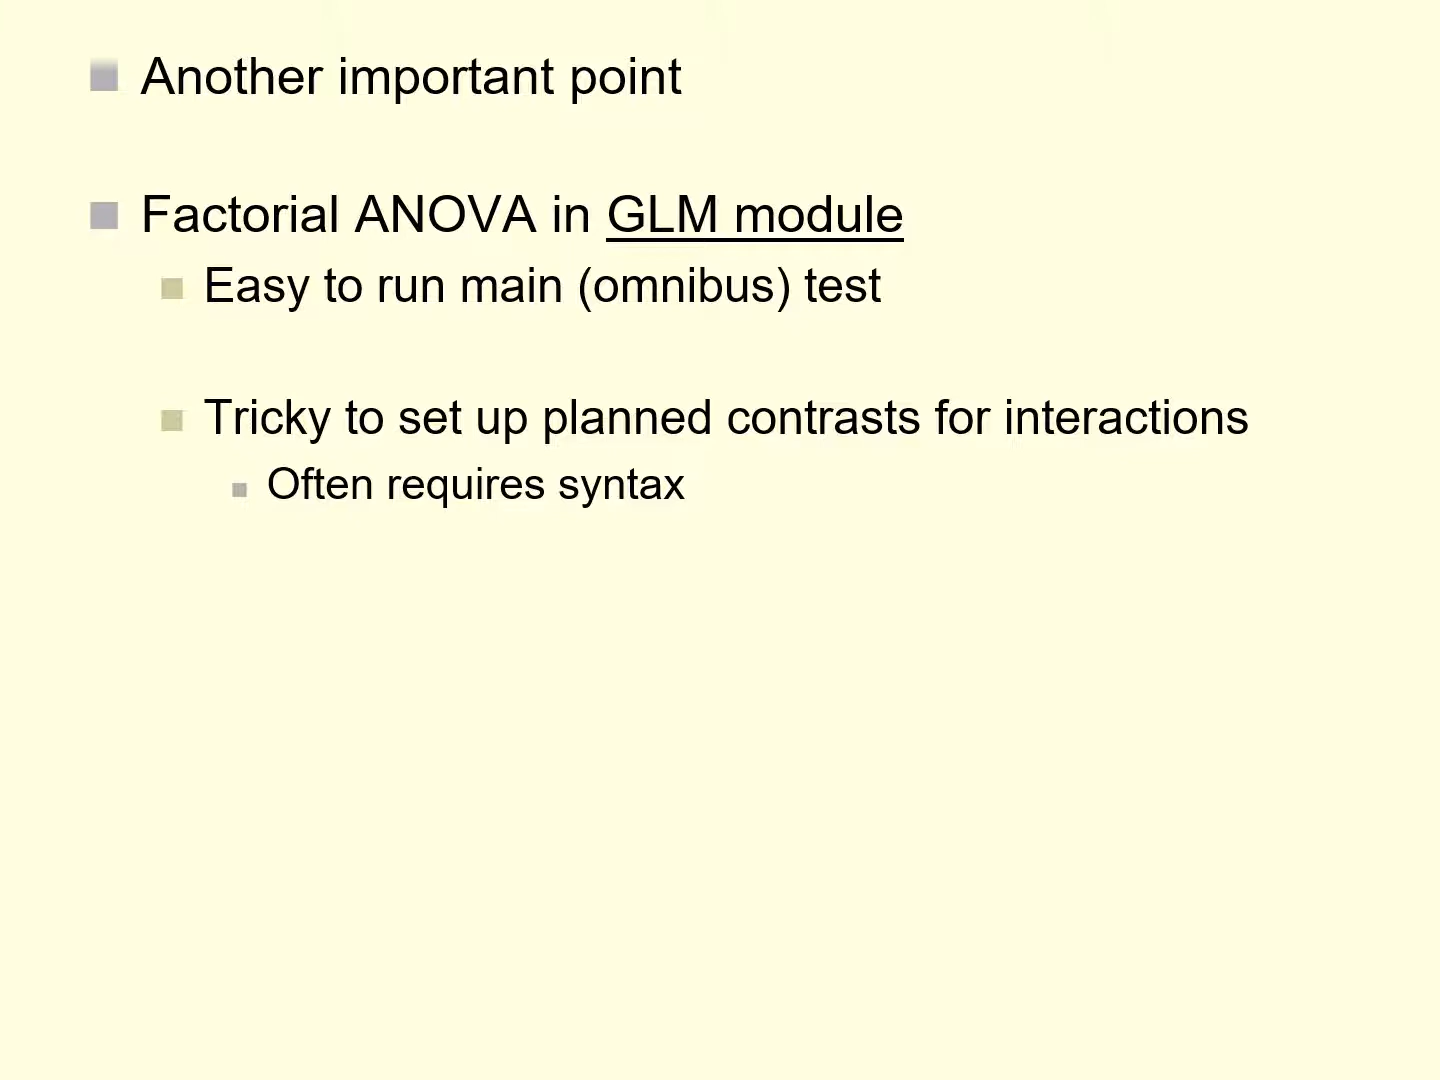 Another important point
Factorial ANOVA in GLM module
Easy to run main (omnibus) test
Tricky to set up planned contrasts for interactions
Often requires syntax